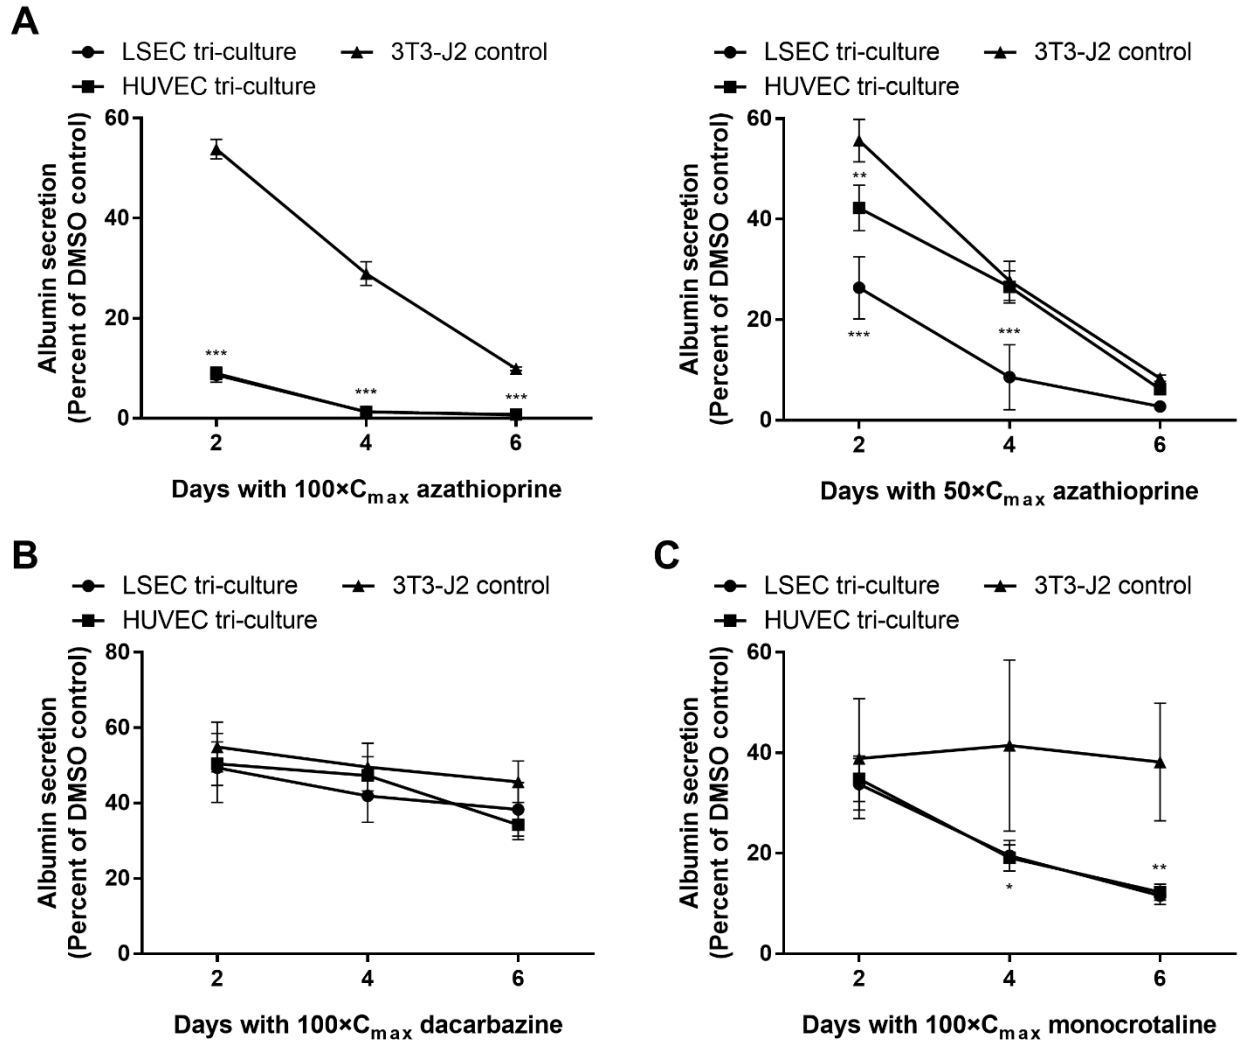 A
LSEC tri-culture
3T3-J2 control
HUVEC tri-culture
Albumin secretion
(Percent of DMSO control)
60
40
20
0
***
***
***
2 4 6
Days with 100×Cmax azathioprine
LSEC tri-culture
3T3-J2 control
HUVEC tri-culture
Albumin secretion
(Percent of DMSO control)
60
40
20
0
**
***
***
2 4 6
Days with 50×Cmax azathioprine
B
LSEC tri-culture
3T3-J2 control
HUVEC tri-culture
Albumin secretion
(Percent of DMSO control)
80
60
40
20
0
2 4 6
Days with 100×Cmax dacarbazine
C
LSEC tri-culture
3T3-J2 control
HUVEC tri-culture
Albumin secretion
(Percent of DMSO control)
60
40
20
0
*
**
2 4 6
Days with 100×Cmax monocrotaline